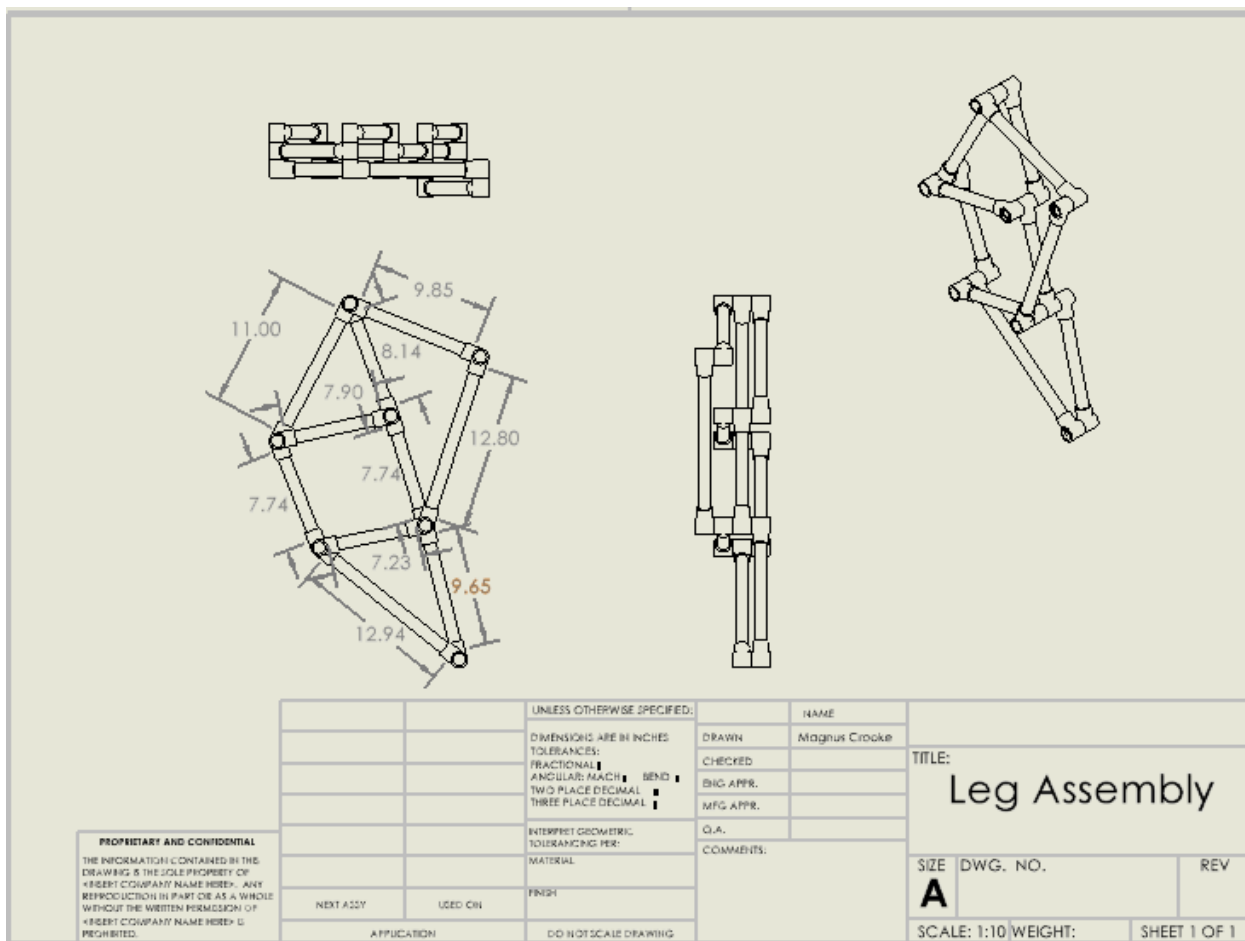 9.85
11.00
8.14
7.90
12.80
7.74
7.74
7.23
9.65
12.94
UNLESS OTHERWISE SPECIFIED:
DIMENSIONS ARE IN INCHES
TOLERANCES:
FRACTIONAL
ANGULAR: MACH BEND
TWO PLACE DECIMAL
THREE PLACE DECIMAL
INTERPRET GEOMETRIC
TOLERANCING PER:
MATERIAL
FINISH
DO NOT SCALE DRAWING
NAME
DRAWN Magnus Crooke
CHECKED
ENG APPR.
MFG APPR.
Q.A.
COMMENTS:
TITLE:
Leg Assembly
SIZE DWG. NO. REV
A
SCALE: 1:10 WEIGHT: SHEET 1 OF 1
PROPRIETARY AND CONFIDENTIAL
THE INFORMATION CONTAINED IN THIS
DRAWING IS THE SOLE PROPERTY OF
<INSERT COMPANY NAME HERE>. ANY
REPRODUCTION IN PART OR AS A WHOLE
WITHOUT THE WRITTEN PERMISSION OF
<INSERT COMPANY NAME HERE> IS
PROHIBITED.
NEXT ASSY USED ON
APPLICATION